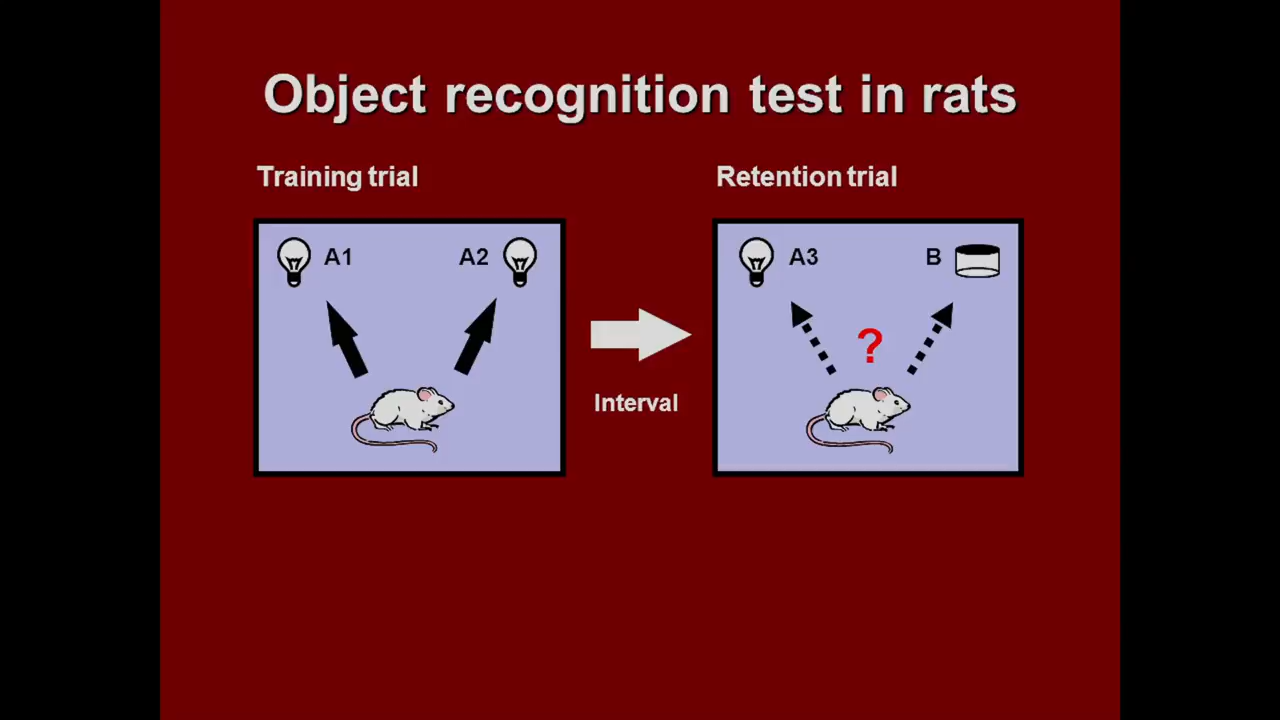 Object recognition test in rats
Training trial
Retention trial
A1
A2
A3
B
?
Interval